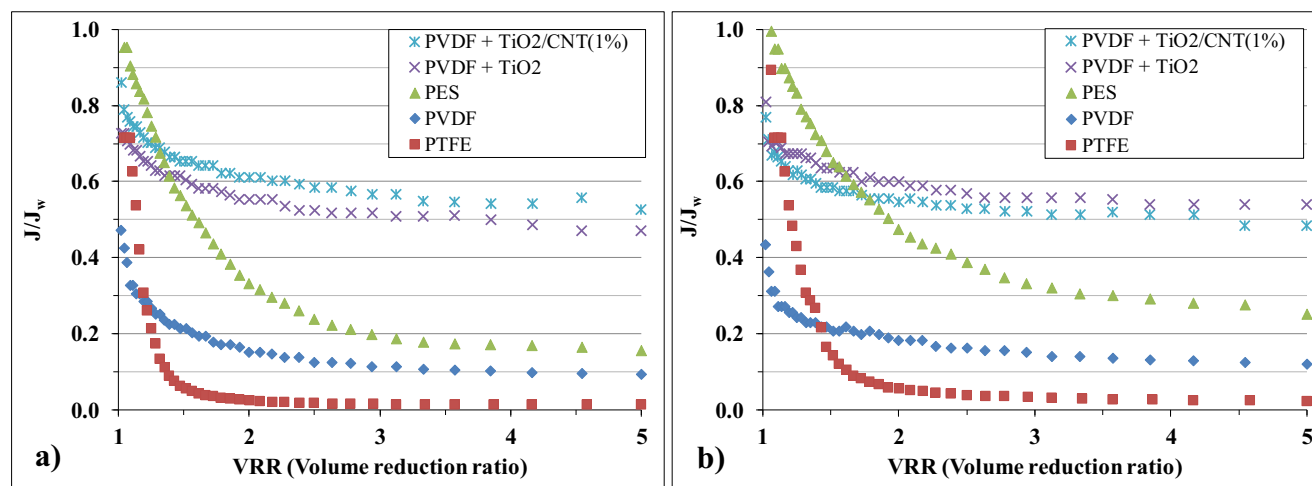 1.0
0.8
0.6
0.4
0.2
0.0
J/Jw
PVDF + TiO2/CNT(1%)
PVDF + TiO2
PES
PVDF
PTFE
1 2 3 4 5
VRR (Volume reduction ratio)
a)
1.0
0.8
0.6
0.4
0.2
0.0
J/Jw
PVDF + TiO2/CNT(1%)
PVDF + TiO2
PES
PVDF
PTFE
1 2 3 4 5
VRR (Volume reduction ratio)
b)